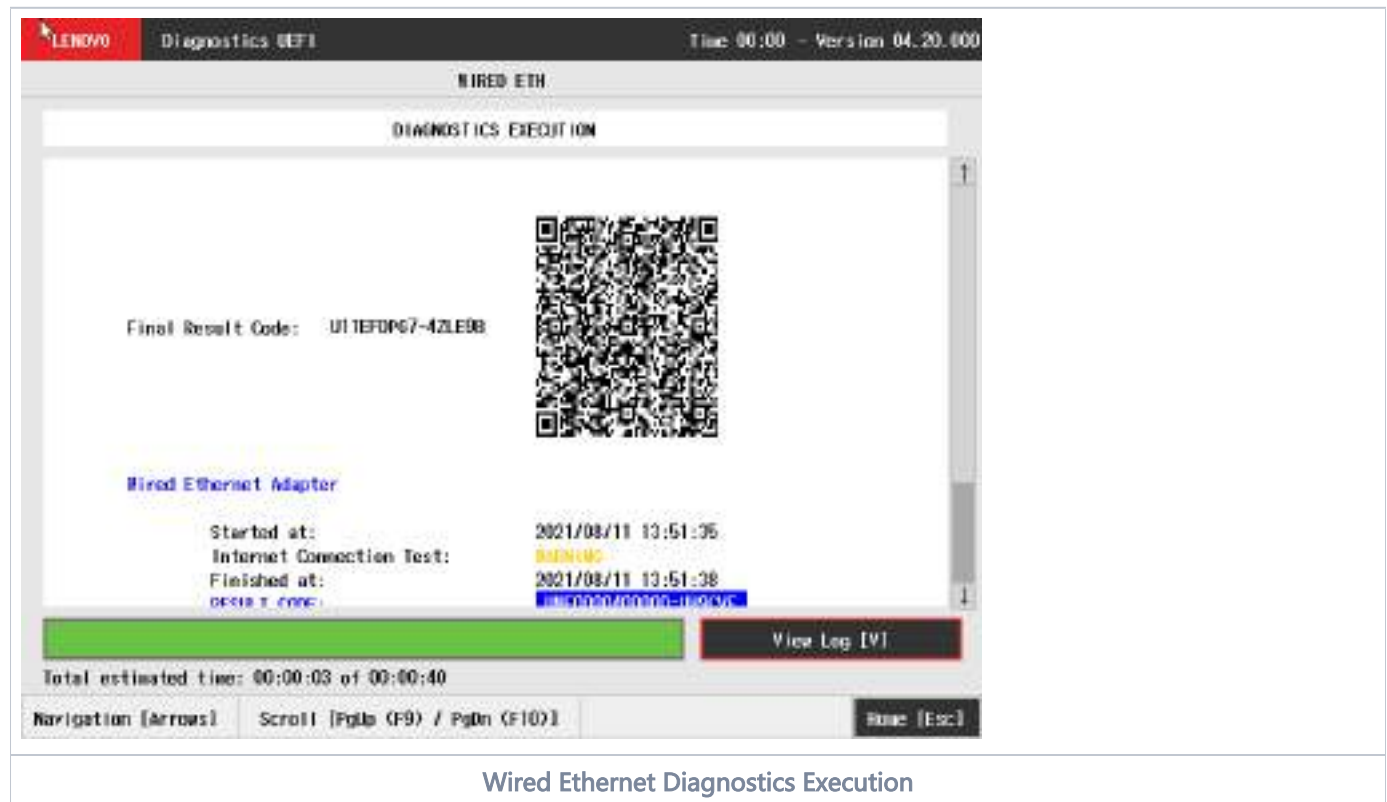 LENOVO Diagnostics UEFI Time 00:00 - Version 04.20.000
WIRED ETH
DIAGNOSTICS EXECUTION
↑
Final Result Code:
Wired Ethernet Adapter
Started at: 2021/08/11 13:51:35
Internet Connection Test: WARNING
Finished at: 2021/08/11 13:51:38
RESULT CODE:
↓
View Log [V]
Total estimated time: 00:00:03 of 00:00:40
Navigation [Arrows] Scroll [PgUp (F9) / PgDn (F10)] Home [Esc]
Wired Ethernet Diagnostics Execution